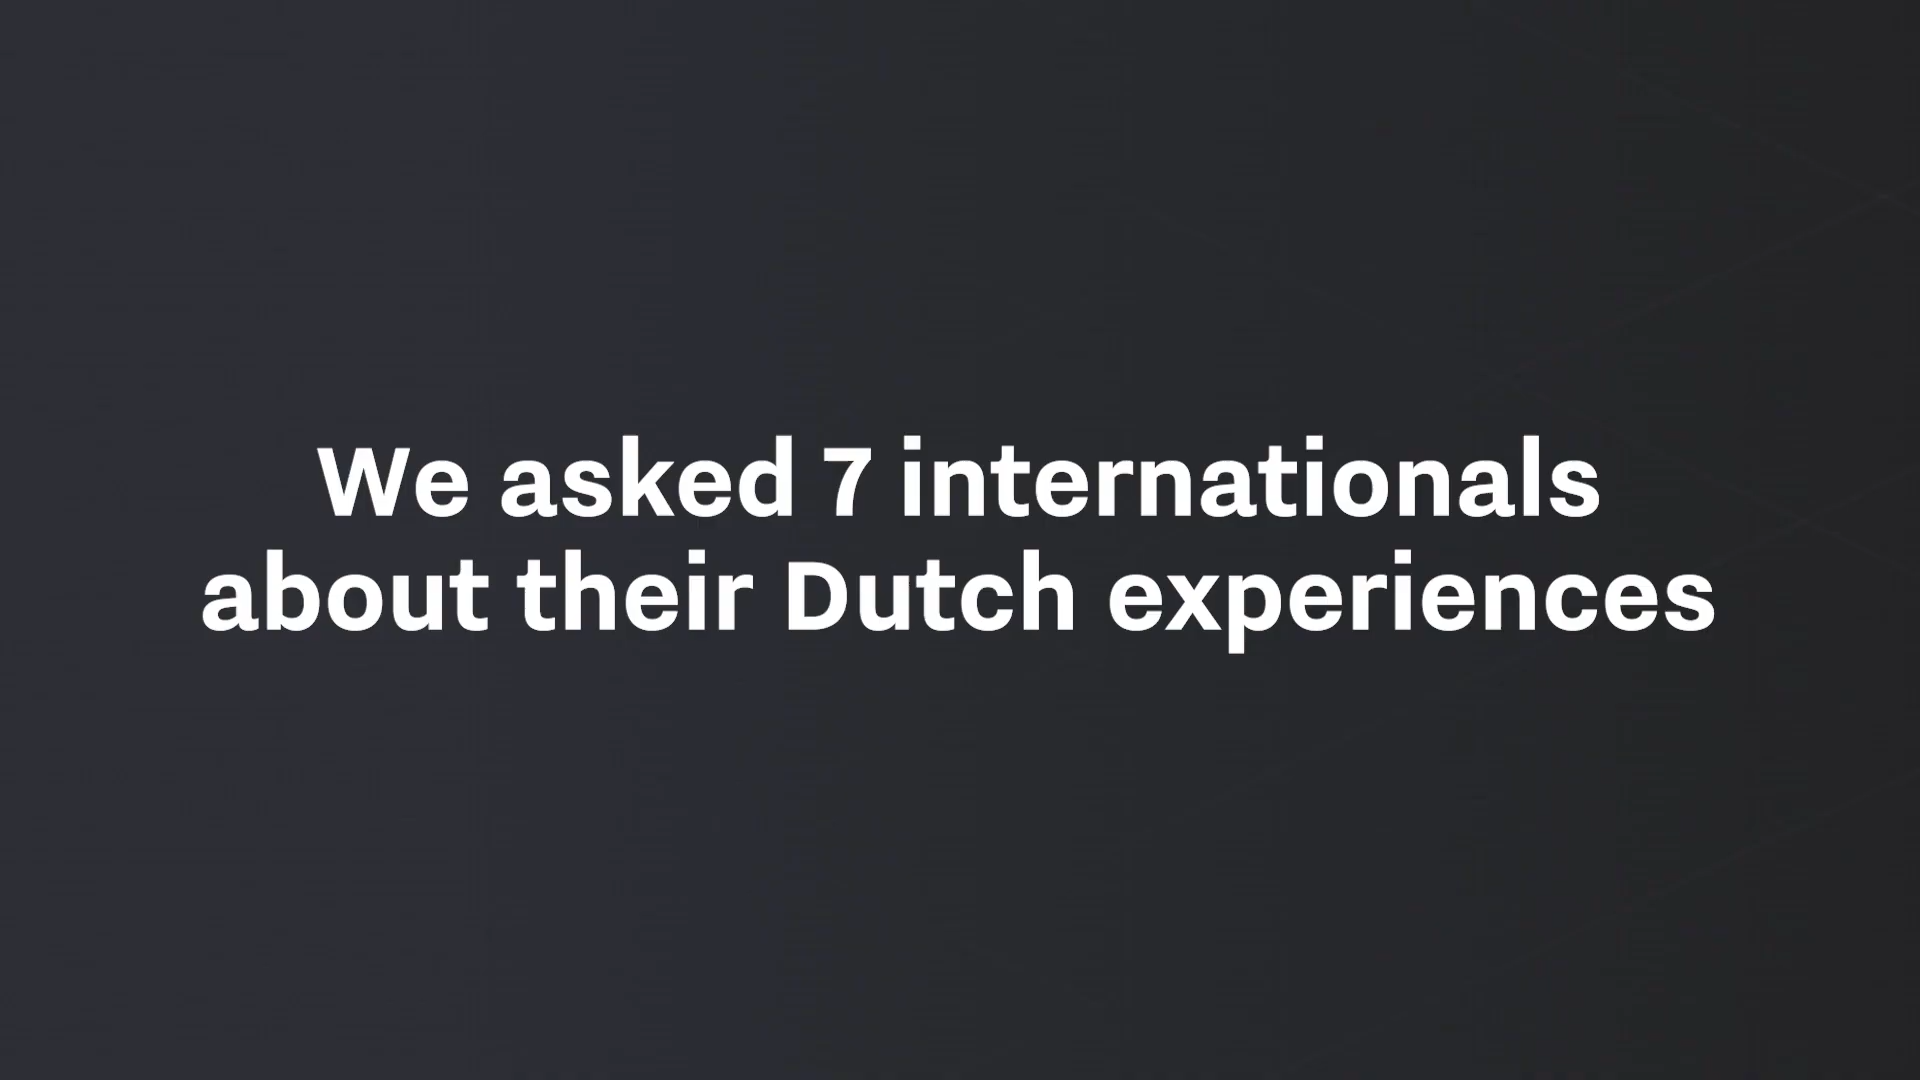 We asked 7 internationals
about their Dutch experiences